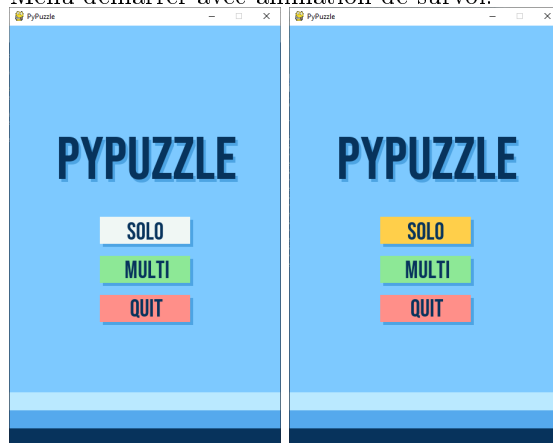 Menu démarrer avec animation de survol.
PyPuzzle
PYPUZZLE
SOLO
MULTI
QUIT
PyPuzzle
PYPUZZLE
SOLO
MULTI
QUIT